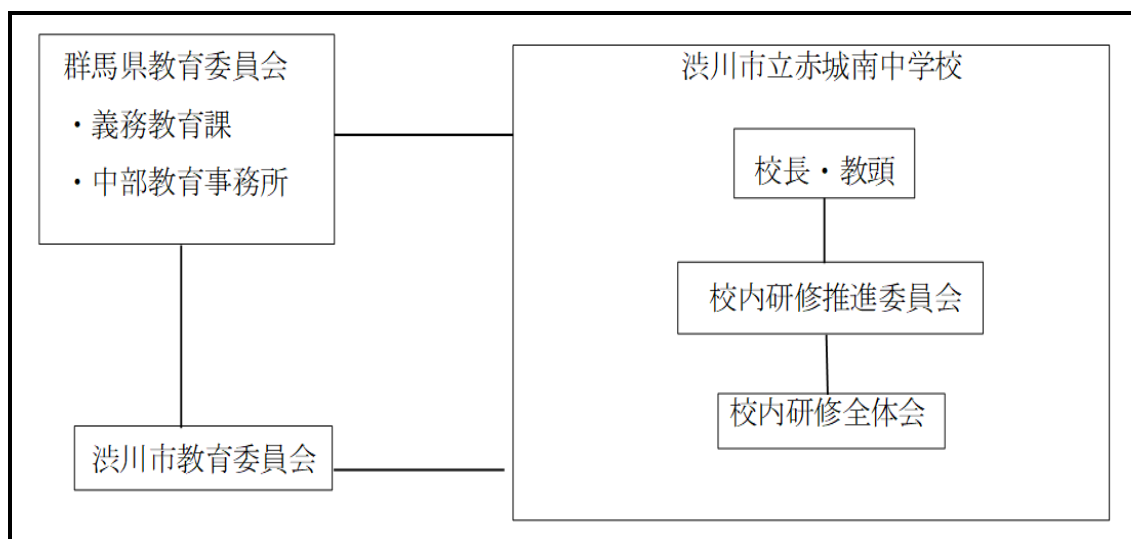 群馬県教育委員会
・義務教育課
・中部教育事務所
渋川市教育委員会
渋川市立赤城南中学校
校長・教頭
校内研修推進委員会
校内研修全体会